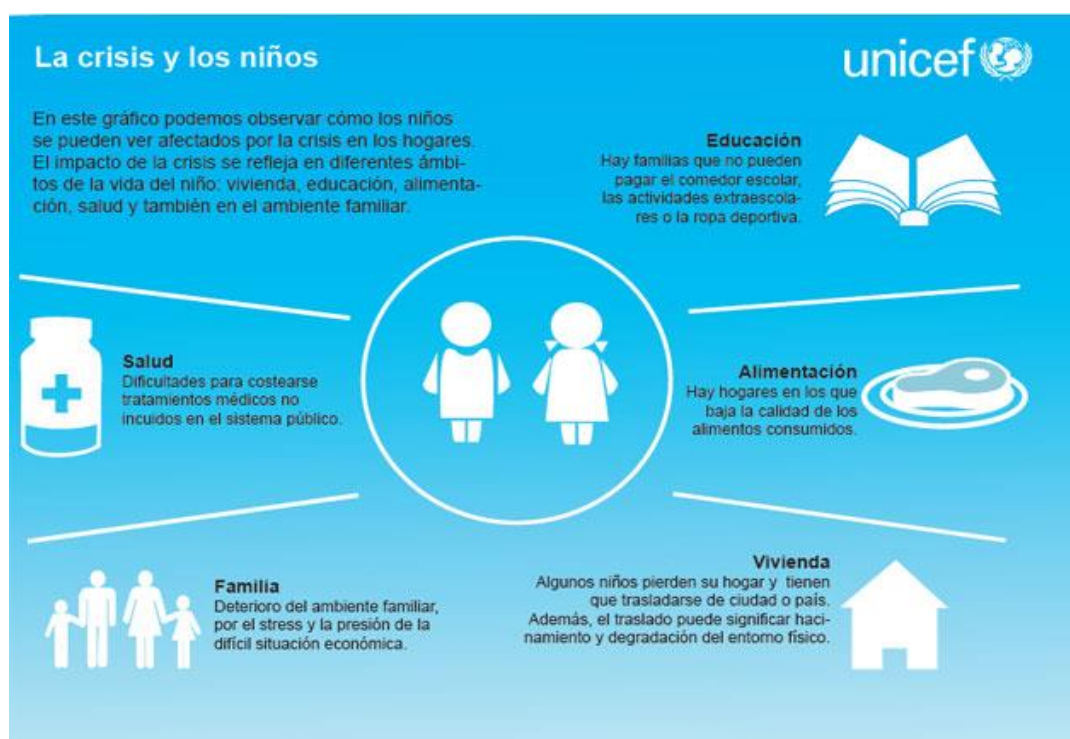 La crisis y los niños
unicef
En este gráfico podemos observar cómo los niños
se pueden ver afectados por la crisis en los hogares.
El impacto de la crisis se refleja en diferentes ámbi-
tos de la vida del niño: vivienda, educación, alimenta-
ción, salud y también en el ambiente familiar.
Educación
Hay familias que no pueden
pagar el comedor escolar,
las actividades extraescola-
res o la ropa deportiva.
Salud
Dificultades para costearse
tratamientos médicos no
incuidos en el sistema público.
Alimentación
Hay hogares en los que
baja la calidad de los
alimentos consumidos.
Familia
Deterioro del ambiente familiar,
por el stress y la presión de la
difícil situación económica.
Vivienda
Algunos niños pierden su hogar y tienen
que trasladarse de ciudad o país.
Además, el traslado puede significar haci-
namiento y degradación del entorno físico.